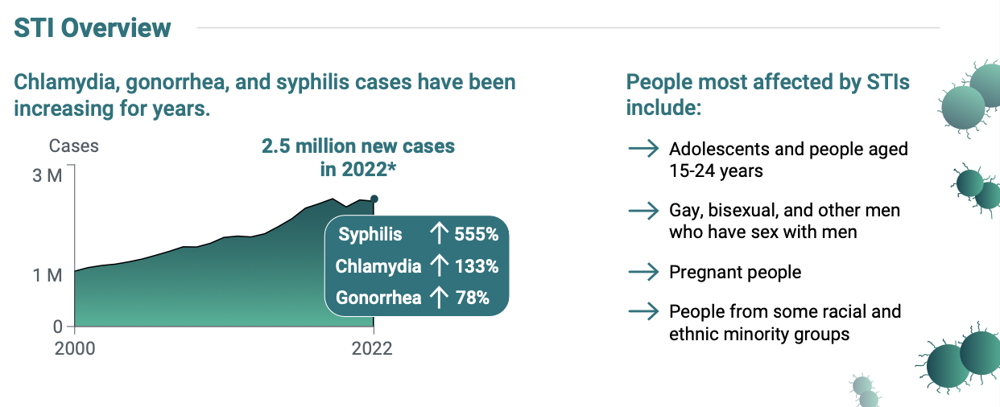 STI Overview
Chlamydia, gonorrhea, and syphilis cases have been
increasing for years.
Cases
2.5 million new cases
in 2022*
3 M
1 M
0
2000
2022
Syphilis ↑ 555%
Chlamydia ↑ 133%
Gonorrhea ↑ 78%
People most affected by STIs
include:
→ Adolescents and people aged
15-24 years
→ Gay, bisexual, and other men
who have sex with men
→ Pregnant people
→ People from some racial and
ethnic minority groups